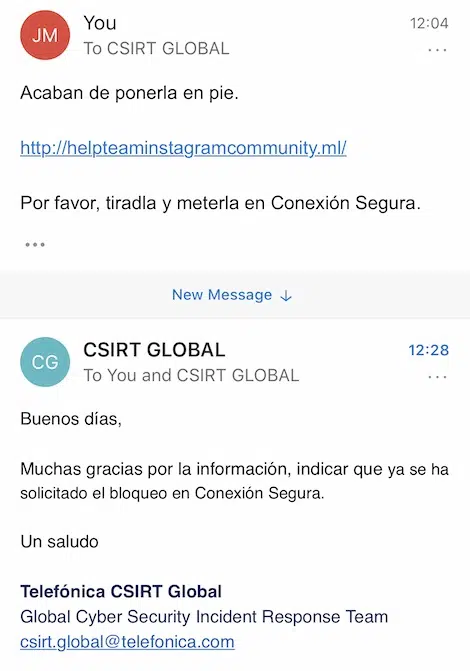 JM
You
12:04
To CSIRT GLOBAL
...
Acaban de ponerla en pie.
http://helpteaminstagramcommunity.ml/
Por favor, tiradla y meterla en Conexión Segura.
...
New Message ↓
CG
CSIRT GLOBAL
12:28
To You and CSIRT GLOBAL
...
Buenos días,
Muchas gracias por la información, indicar que ya se ha
solicitado el bloqueo en Conexión Segura.
Un saludo
Telefónica CSIRT Global
Global Cyber Security Incident Response Team
csirt.global@telefonica.com